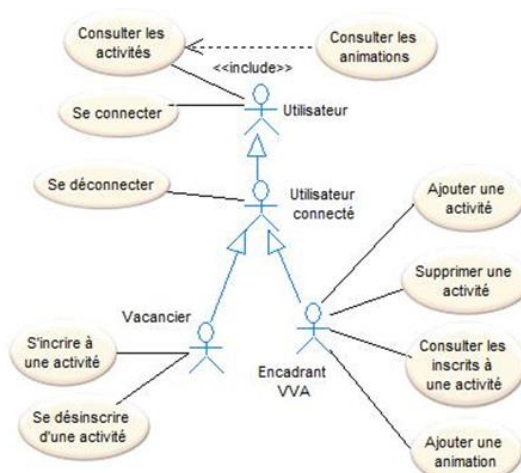 Consulter les
activités
Consulter les
animations
<<include>>
Se connecter
Utilisateur
Se déconnecter
Utilisateur
connecté
Ajouter une
activité
Supprimer une
activité
Vacancier
S'incrire à
une activité
Encadrant
VVA
Consulter les
inscrits à
une activité
Se désinscrire
d'une activité
Ajouter une
animation